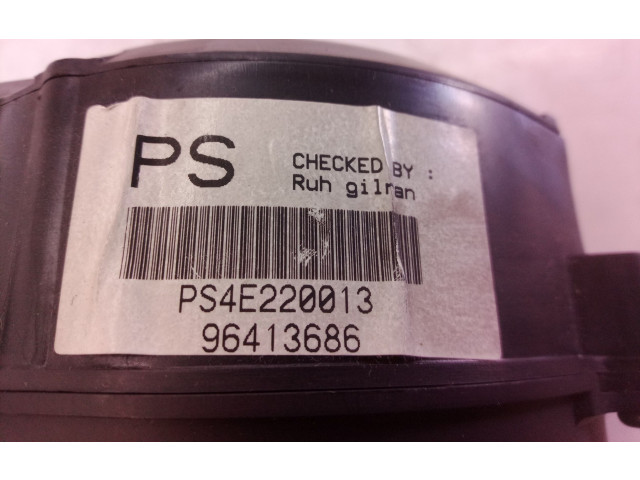 PS
CHECKED BY :
Ruh gilran
PS4E220013
96413686